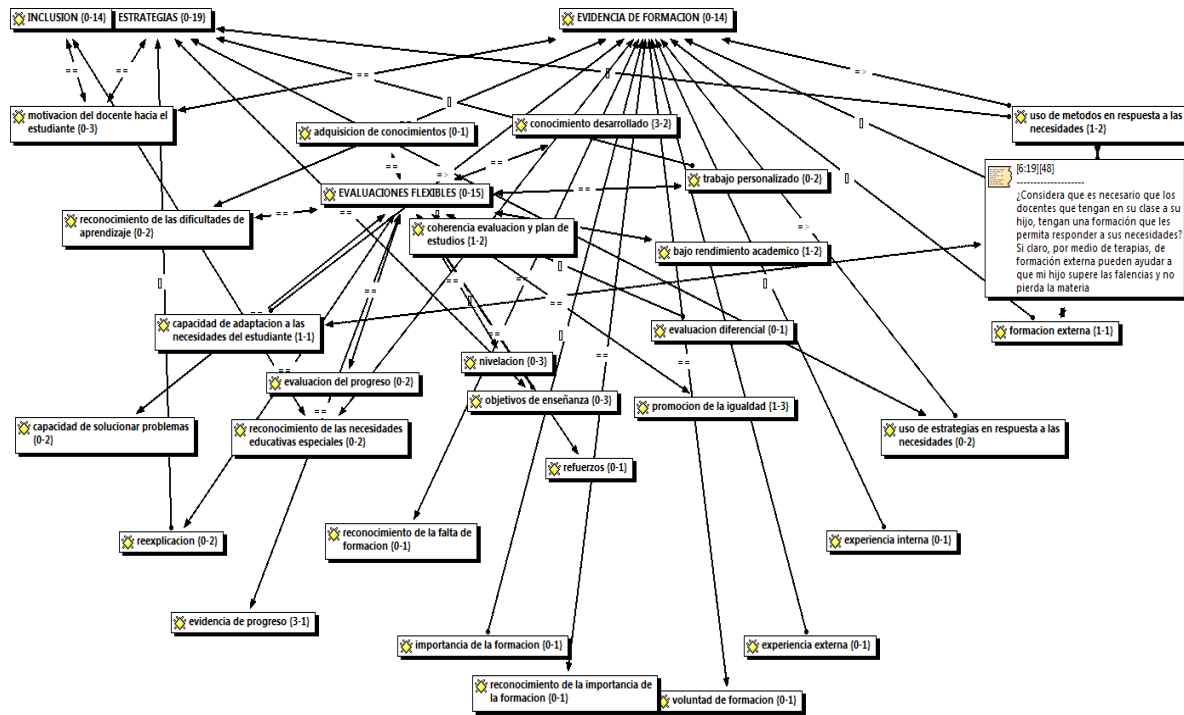 INCLUSION {0-14}
ESTRATEGIAS {0-19}
EVIDENCIA DE FORMACION {0-14}
motivacion del docente hacia el
estudiante {0-3}
adquisicion de conocimientos {0-1}
conocimiento desarrollado {3-2}
uso de metodos en respuesta a las
necesidades {1-2}
[6:19][48]
--------------------
¿Considera que es necesario que los
docentes que tengan en su clase a su
hijo, tengan una formación que les
permita responder a sus necesidades?
Si claro, por medio de terapias, de
formación externa pueden ayudar a
que mi hijo supere las falencias y no
pierda la materia
trabajo personalizado {0-2}
EVALUACIONES FLEXIBLES {0-15}
reconocimiento de las dificultades de
aprendizaje {0-2}
coherencia evaluacion y plan de
estudios {1-2}
bajo rendimiento academico {1-2}
capacidad de adaptacion a las
necesidades del estudiante {1-1}
evaluacion diferencial {0-1}
formacion externa {1-1}
nivelacion {0-3}
evaluacion del progreso {0-2}
objetivos de enseñanza {0-3}
promocion de la igualdad {1-3}
capacidad de solucionar problemas
{0-2}
reconocimiento de las necesidades
educativas especiales {0-2}
uso de estrategias en respuesta a las
necesidades {0-2}
refuerzos {0-1}
reexplicacion {0-2}
reconocimiento de la falta de
formacion {0-1}
experiencia interna {0-1}
evidencia de progreso {3-1}
importancia de la formacion {0-1}
experiencia externa {0-1}
reconocimiento de la importancia de
la formacion {0-1}
voluntad de formacion {0-1}